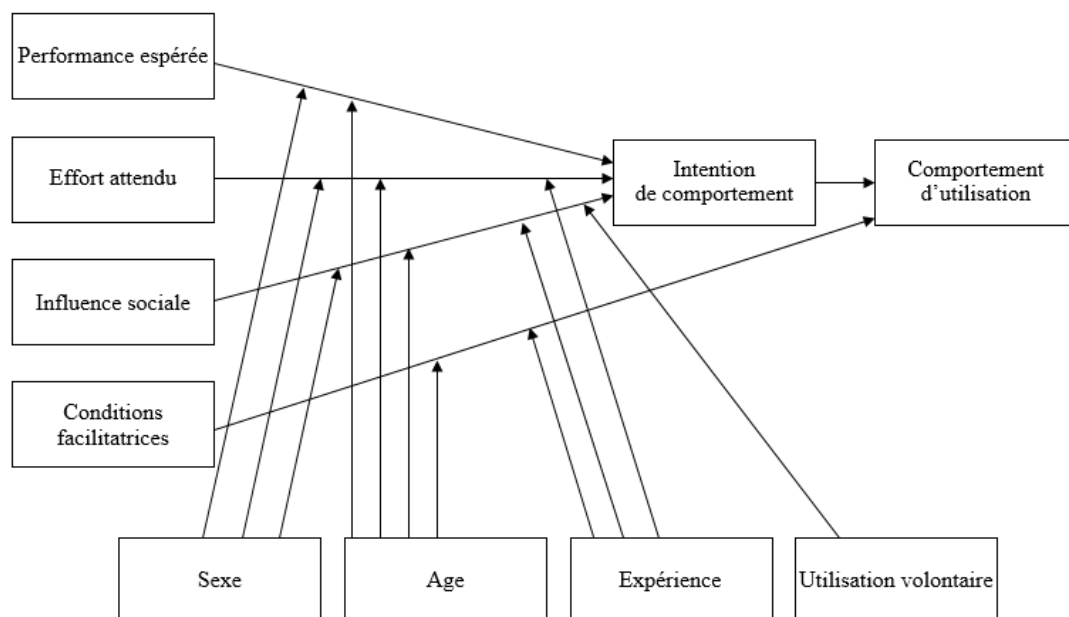 Performance espérée
Effort attendu
Influence sociale
Conditions
facilitatrices
Intention
de comportement
Comportement
d’utilisation
Sexe
Age
Expérience
Utilisation volontaire